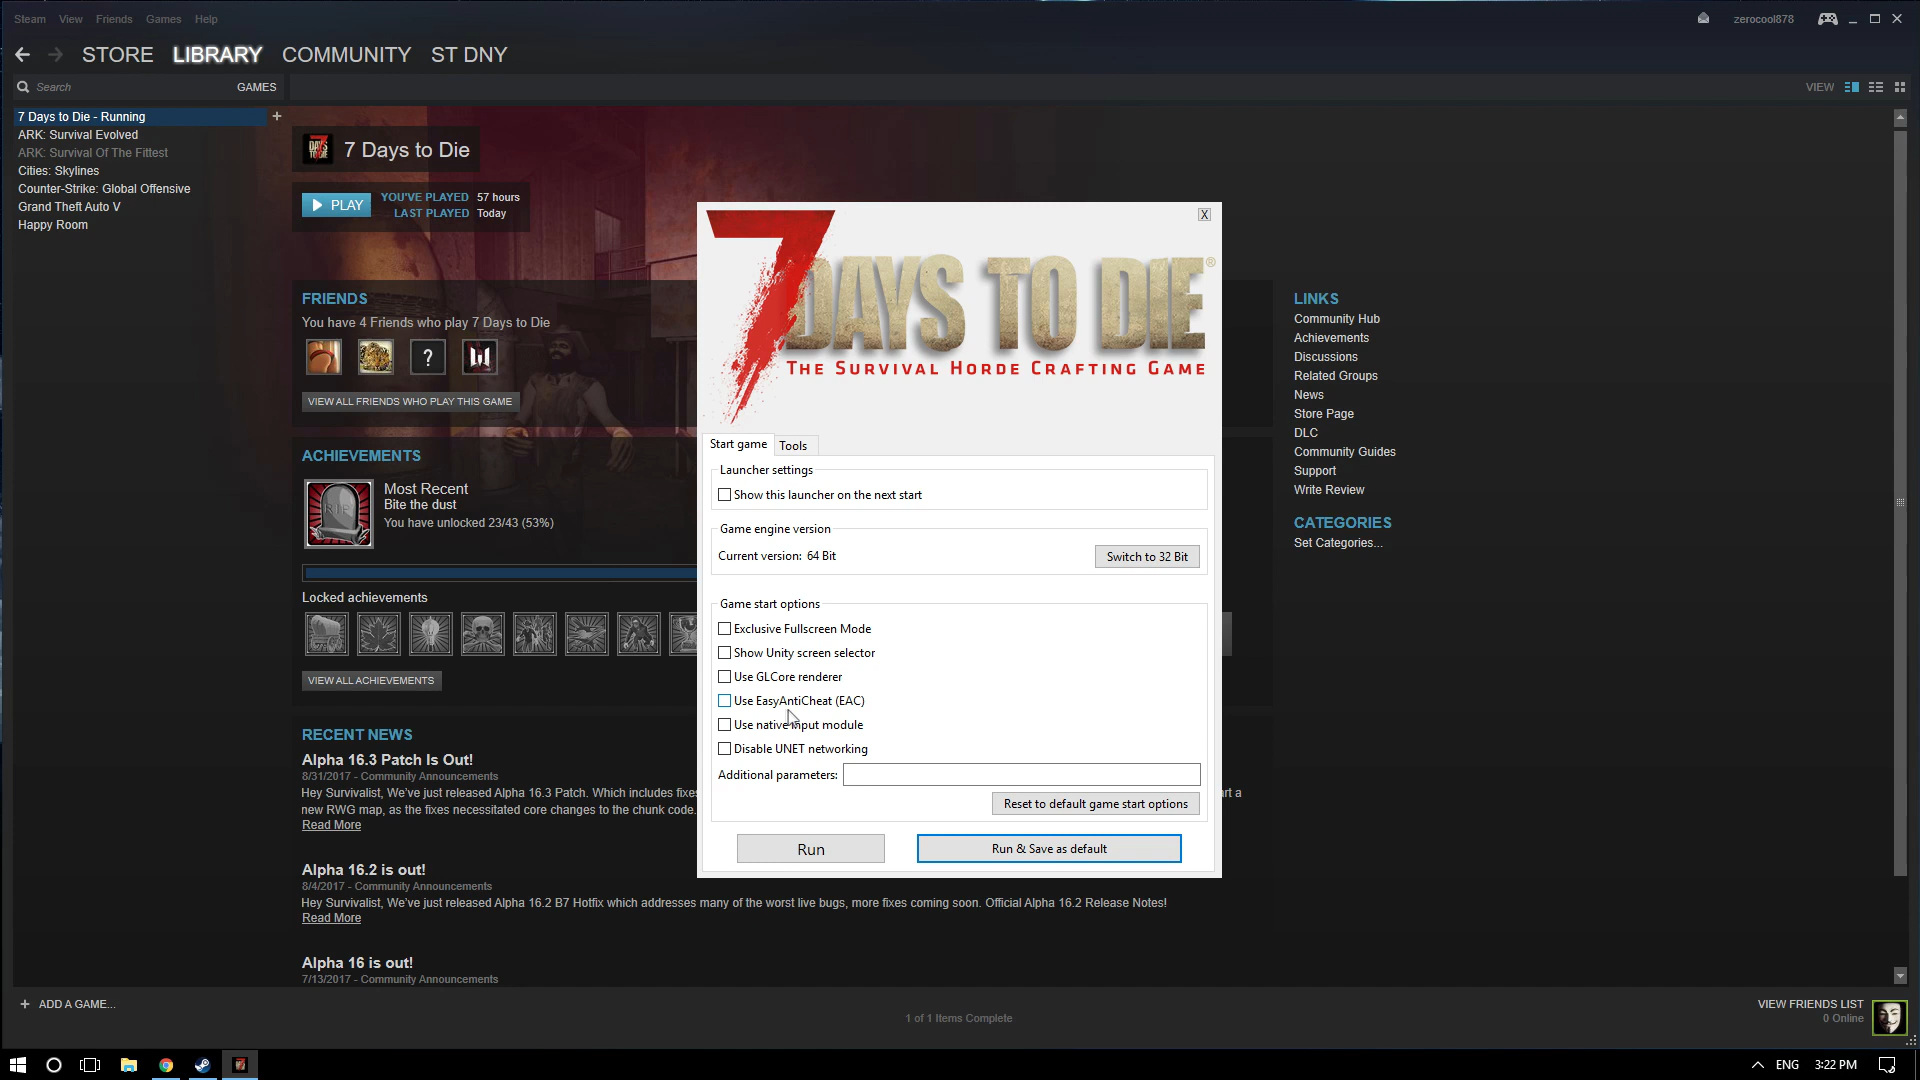 Steam View Friends Games Help
zerocool878
STORE LIBRARY COMMUNITY ST DNY
Search GAMES
VIEW
7 Days to Die - Running
ARK: Survival Evolved
ARK: Survival Of The Fittest
Cities: Skylines
Counter-Strike: Global Offensive
Grand Theft Auto V
Happy Room
7 DAYS TO DIE
7 Days to Die
PLAY
YOU'VE PLAYED 57 hours
LAST PLAYED Today
FRIENDS
You have 4 Friends who play 7 Days to Die
?
VIEW ALL FRIENDS WHO PLAY THIS GAME
ACHIEVEMENTS
RIP
Most Recent
Bite the dust
You have unlocked 23/43 (53%)
Locked achievements
VIEW ALL ACHIEVEMENTS
RECENT NEWS
Alpha 16.3 Patch Is Out!
8/31/2017 - Community Announcements
Hey Survivalist, We've just released Alpha 16.3 Patch. Which includes fixes
art a
new RWG map, as the fixes necessitated core changes to the chunk code.
Read More
Alpha 16.2 is out!
8/4/2017 - Community Announcements
Hey Survivalist, We've just released Alpha 16.2 B7 Hotfix which addresses many of the worst live bugs, more fixes coming soon. Official Alpha 16.2 Release Notes!
Read More
Alpha 16 is out!
7/13/2017 - Community Announcements
X
7 DAYS TO DIE®
THE SURVIVAL HORDE CRAFTING GAME
Start game Tools
Launcher settings
Show this launcher on the next start
Game engine version
Current version: 64 Bit
Switch to 32 Bit
Game start options
Exclusive Fullscreen Mode
Show Unity screen selector
Use GLCore renderer
Use EasyAntiCheat (EAC)
Use native input module
Disable UNET networking
Additional parameters:
Reset to default game start options
Run
Run & Save as default
LINKS
Community Hub
Achievements
Discussions
Related Groups
News
Store Page
DLC
Community Guides
Support
Write Review
CATEGORIES
Set Categories...
+ ADD A GAME...
1 of 1 Items Complete
VIEW FRIENDS LIST
0 Online
ENG 3:22 PM